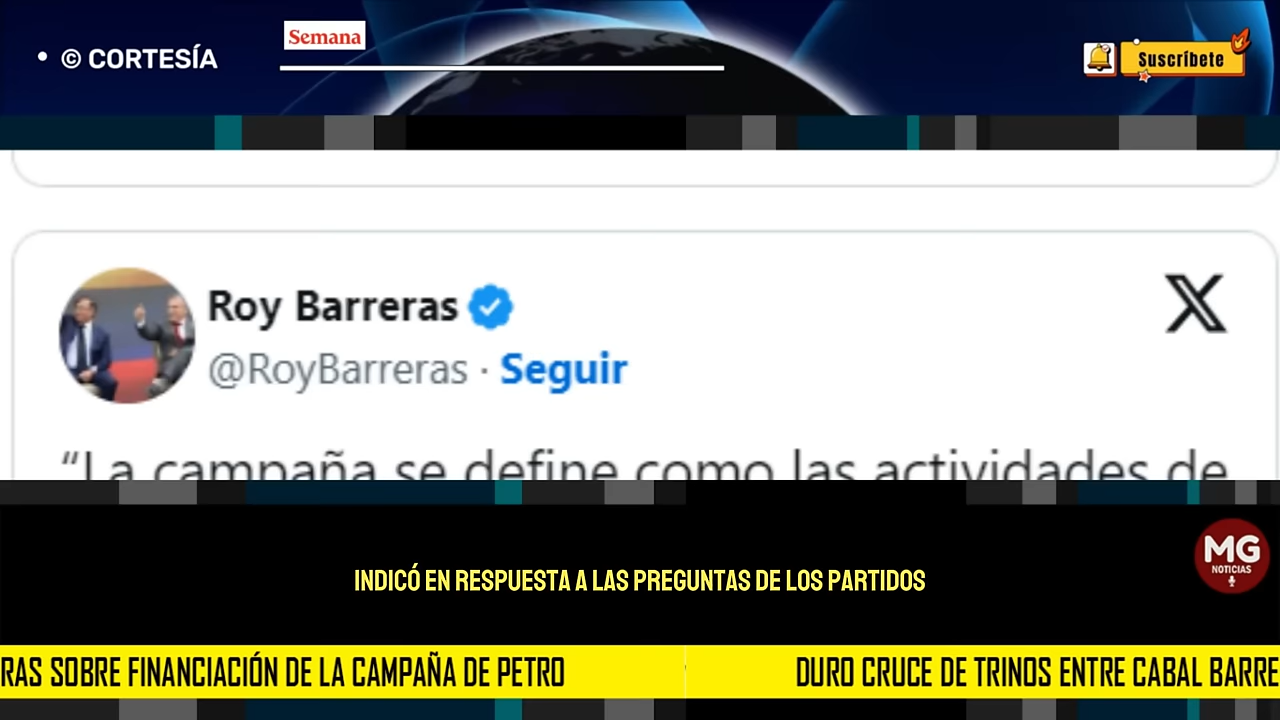 • © CORTESÍA
Semana
Suscríbete
Roy Barreras
@RoyBarreras · Seguir
“La campaña se define como las actividades de
MG
NOTICIAS
INDICÓ EN RESPUESTA A LAS PREGUNTAS DE LOS PARTIDOS
RAS SOBRE FINANCIACIÓN DE LA CAMPAÑA DE PETRO DURO CRUCE DE TRINOS ENTRE CABAL BARRE